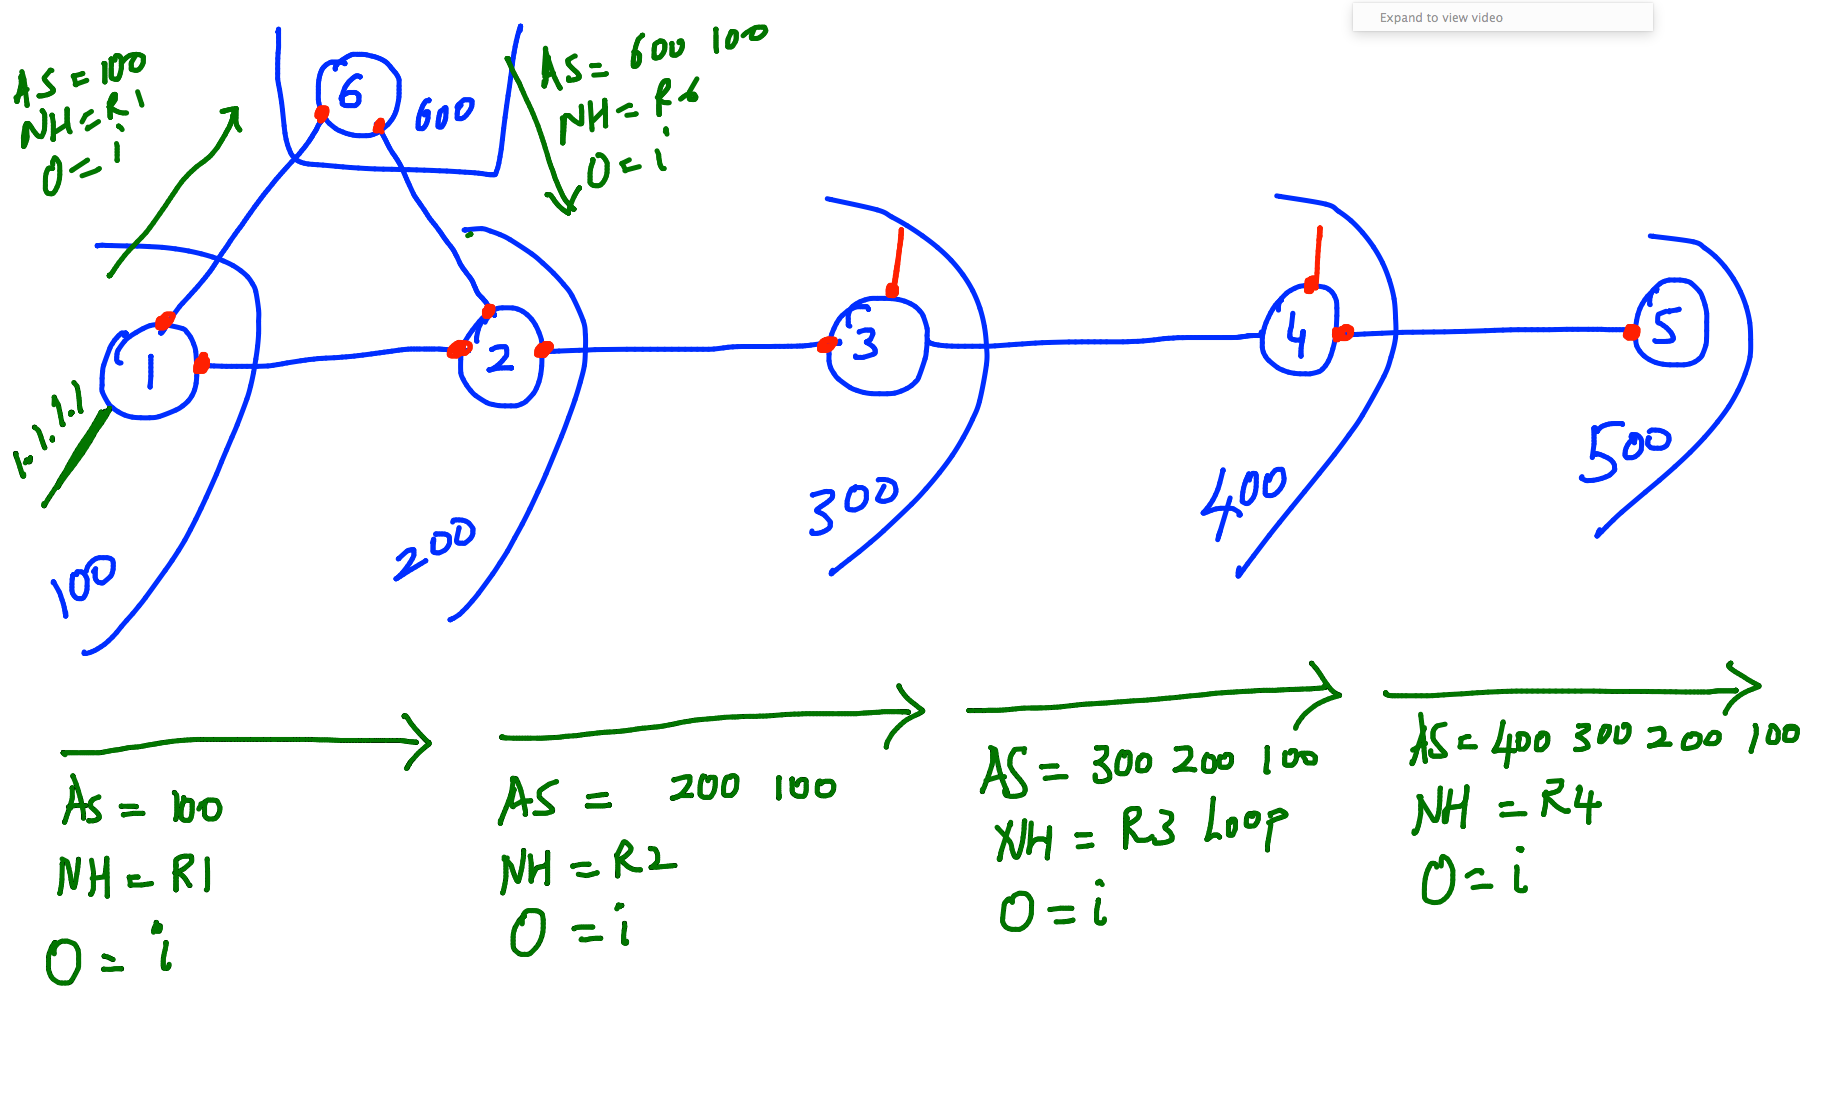 Expand to view video
AS = 100
NH = R1
O = i
6
600
AS = 600 100
NH = R6
O = i
1
2
3
4
5
1.1.1.1
100
200
300
400
500
AS = 100
NH = R1
O = i
AS = 200 100
NH = R2
O = i
AS = 300 200 100
NH = R3 Loop
O = i
AS = 400 300 200 100
NH = R4
O = i